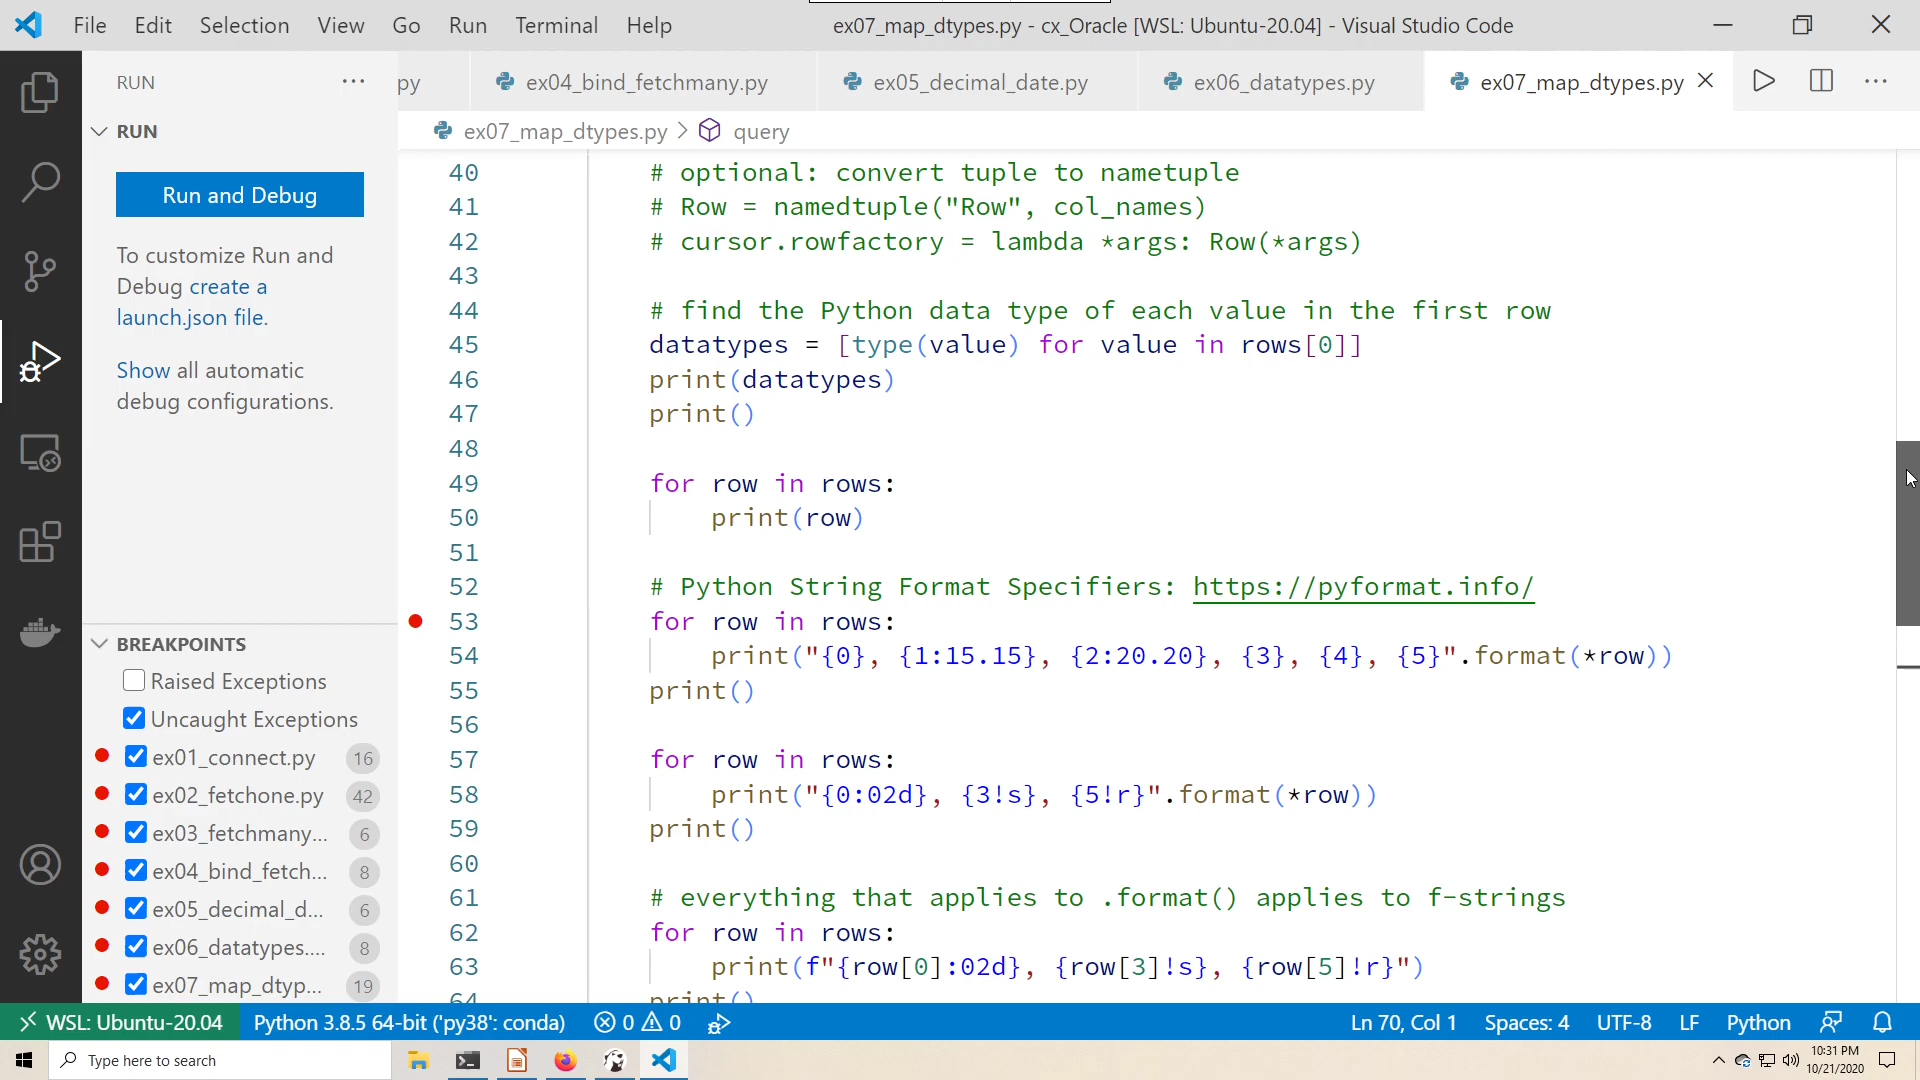 File Edit Selection View Go Run Terminal Help ex07_map_dtypes.py - cx_Oracle [WSL: Ubuntu-20.04] - Visual Studio Code
RUN ··· py ex04_bind_fetchmany.py ex05_decimal_date.py ex06_datatypes.py ex07_map_dtypes.py ···
ex07_map_dtypes.py > query
RUN
Run and Debug
To customize Run and
Debug create a
launch.json file.
Show all automatic
debug configurations.
BREAKPOINTS
Raised Exceptions
Uncaught Exceptions
ex01_connect.py 16
ex02_fetchone.py 42
ex03_fetchmany... 6
ex04_bind_fetch... 8
ex05_decimal_d... 6
ex06_datatypes.... 8
ex07_map_dtyp... 19
40 # optional: convert tuple to nametuple
41 # Row = namedtuple("Row", col_names)
42 # cursor.rowfactory = lambda *args: Row(*args)
43
44 # find the Python data type of each value in the first row
45 datatypes = [type(value) for value in rows[0]]
46 print(datatypes)
47 print()
48
49 for row in rows:
50 print(row)
51
52 # Python String Format Specifiers: https://pyformat.info/
53 for row in rows:
54 print("{0}, {1:15.15}, {2:20.20}, {3}, {4}, {5}".format(*row))
55 print()
56
57 for row in rows:
58 print("{0:02d}, {3!s}, {5!r}".format(*row))
59 print()
60
61 # everything that applies to .format() applies to f-strings
62 for row in rows:
63 print(f"{row[0]:02d}, {row[3]!s}, {row[5]!r}")
64 print()
WSL: Ubuntu-20.04 Python 3.8.5 64-bit ('py38': conda) 0 0 Ln 70, Col 1 Spaces: 4 UTF-8 LF Python
Type here to search
10:31 PM
10/21/2020